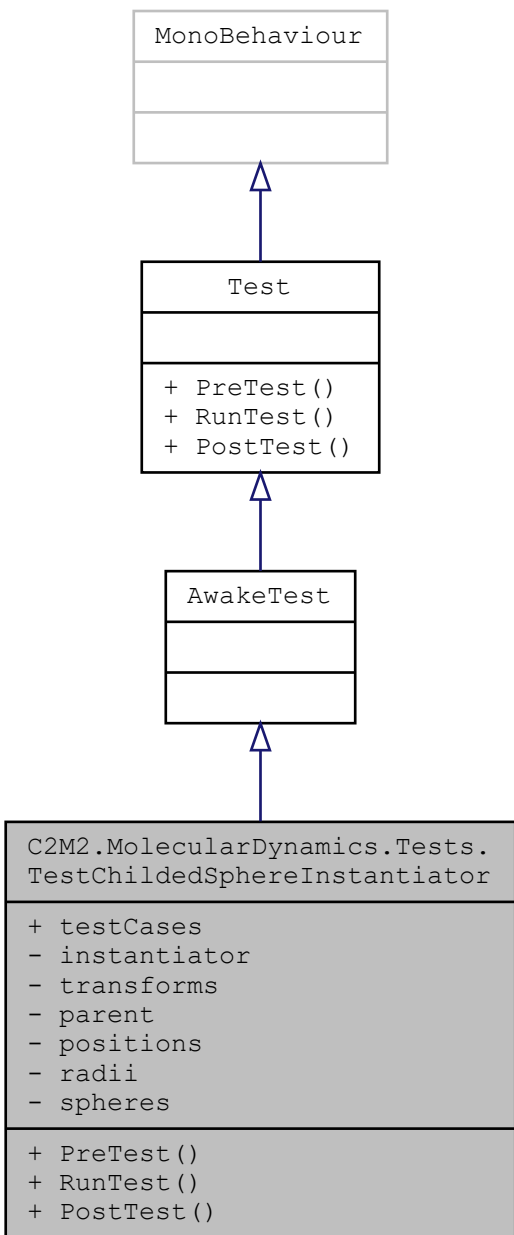 MonoBehaviour
Test
+ PreTest()
+ RunTest()
+ PostTest()
AwakeTest
C2M2.MolecularDynamics.Tests.
TestChildedSphereInstantiator
+ testCases
- instantiator
- transforms
- parent
- positions
- radii
- spheres
+ PreTest()
+ RunTest()
+ PostTest()